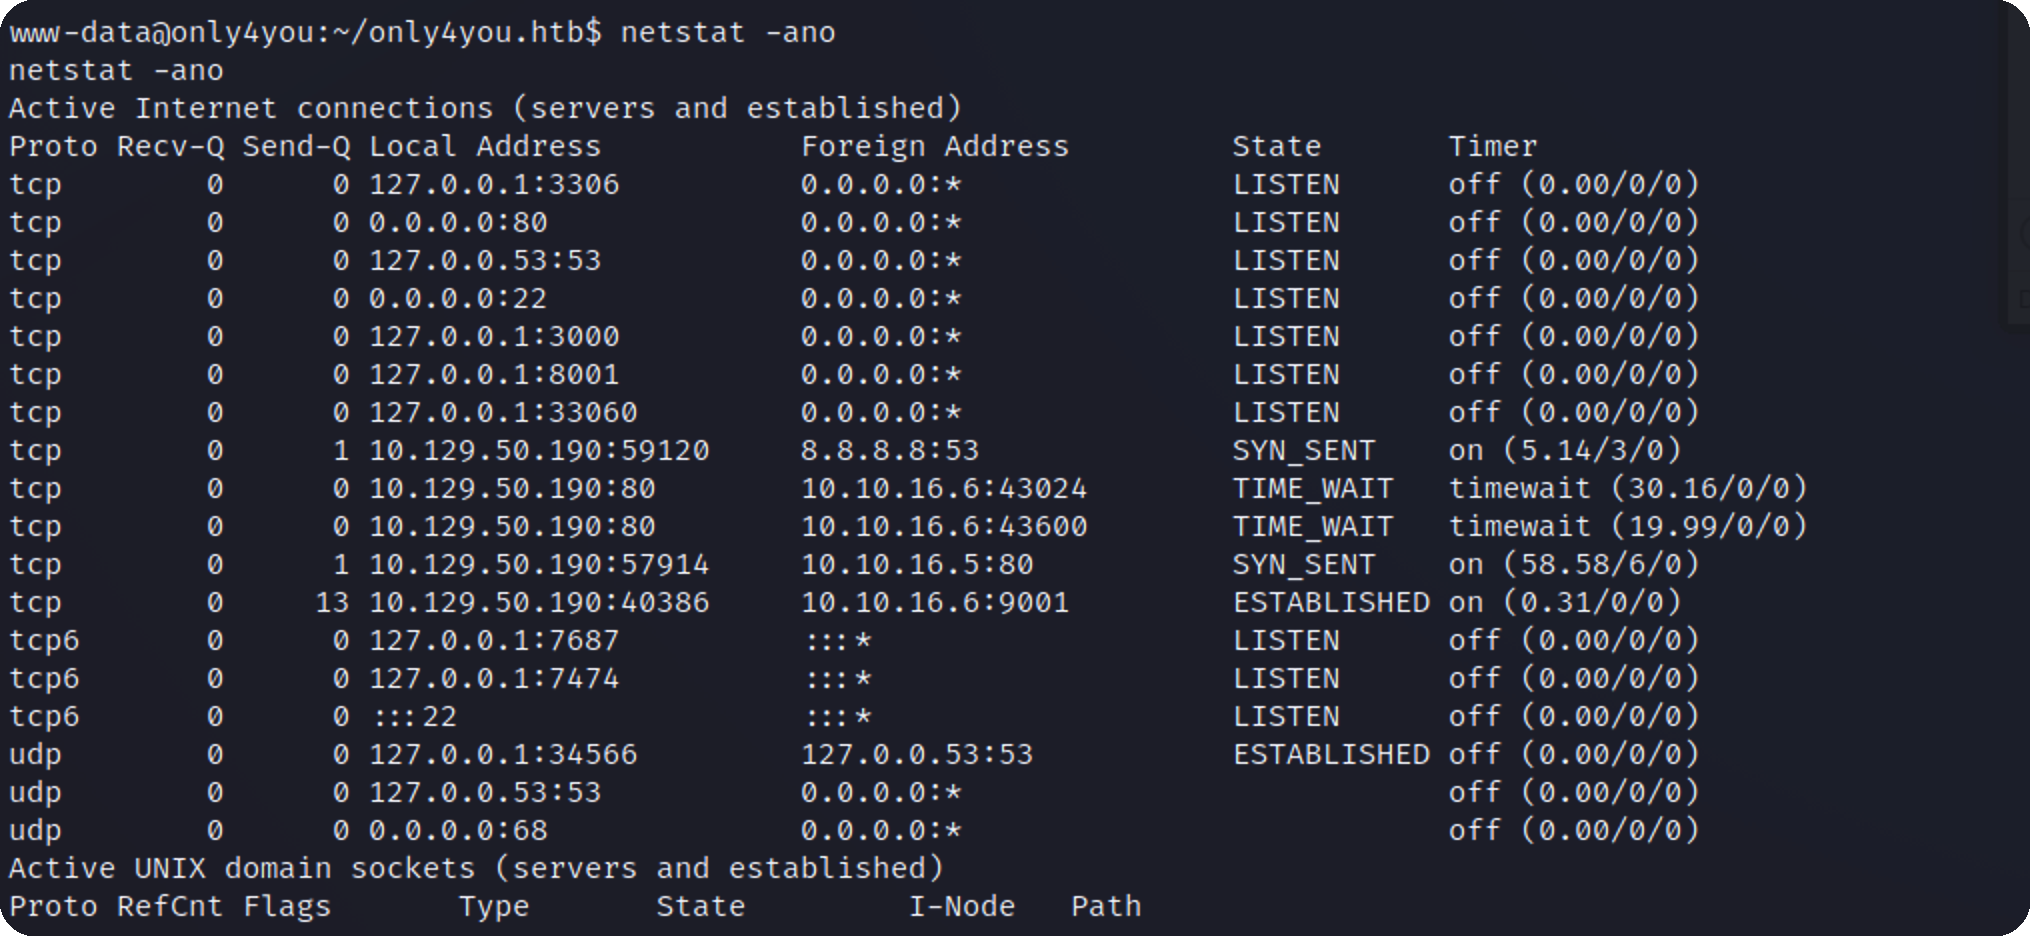 www-data@only4you:~/only4you.htb$ netstat -ano
netstat -ano
Active Internet connections (servers and established)
Proto Recv-Q Send-Q Local Address           Foreign Address         State       Timer
tcp        0      0 127.0.0.1:3306          0.0.0.0:*               LISTEN      off (0.00/0/0)
tcp        0      0 0.0.0.0:80              0.0.0.0:*               LISTEN      off (0.00/0/0)
tcp        0      0 127.0.0.53:53           0.0.0.0:*               LISTEN      off (0.00/0/0)
tcp        0      0 0.0.0.0:22              0.0.0.0:*               LISTEN      off (0.00/0/0)
tcp        0      0 127.0.0.1:3000          0.0.0.0:*               LISTEN      off (0.00/0/0)
tcp        0      0 127.0.0.1:8001          0.0.0.0:*               LISTEN      off (0.00/0/0)
tcp        0      0 127.0.0.1:33060         0.0.0.0:*               LISTEN      off (0.00/0/0)
tcp        0      1 10.129.50.190:59120     8.8.8.8:53              SYN_SENT    on (5.14/3/0)
tcp        0      0 10.129.50.190:80        10.10.16.6:43024        TIME_WAIT   timewait (30.16/0/0)
tcp        0      0 10.129.50.190:80        10.10.16.6:43600        TIME_WAIT   timewait (19.99/0/0)
tcp        0      1 10.129.50.190:57914     10.10.16.5:80           SYN_SENT    on (58.58/6/0)
tcp        0     13 10.129.50.190:40386     10.10.16.6:9001         ESTABLISHED on (0.31/0/0)
tcp6       0      0 127.0.0.1:7687          :::*                    LISTEN      off (0.00/0/0)
tcp6       0      0 127.0.0.1:7474          :::*                    LISTEN      off (0.00/0/0)
tcp6       0      0 :::22                   :::*                    LISTEN      off (0.00/0/0)
udp        0      0 127.0.0.1:34566         127.0.0.53:53           ESTABLISHED off (0.00/0/0)
udp        0      0 127.0.0.53:53           0.0.0.0:*                           off (0.00/0/0)
udp        0      0 0.0.0.0:68              0.0.0.0:*                           off (0.00/0/0)
Active UNIX domain sockets (servers and established)
Proto RefCnt Flags       Type       State         I-Node   Path